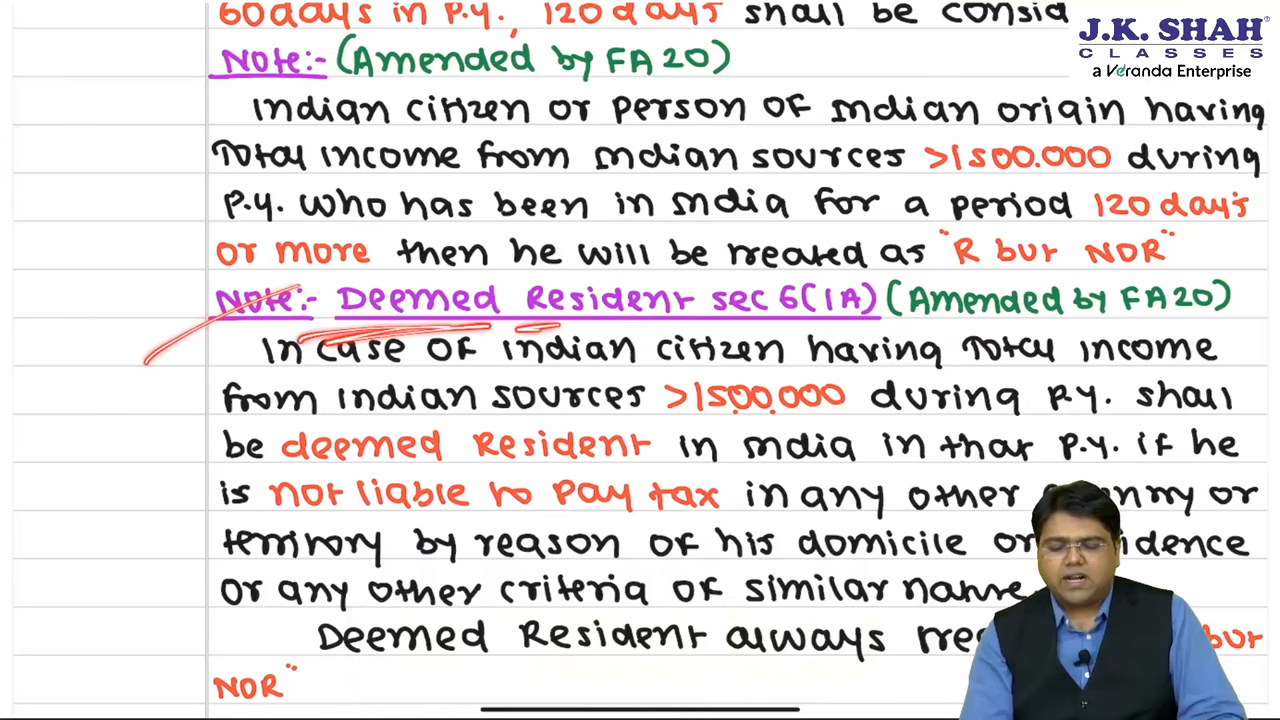 60days in P.Y, 120 days shall be consid
J.K. SHAH
CLASSES
a Veranda Enterprise
Note:- (Amended by FA20)
Indian citizen or person of Indian origin having
Total income from Indian sources >1500.000 during
P.Y. who has been in India for a period 120 days
or more then he will be treated as "R but NOR"
Note:- Deemed Resident sec 6(1A) (Amended by FA20)
In case of indian citizen having Total income
from Indian sources >1500.000 during P.Y. shall
be deemed Resident in India in that P.Y. if he
is not liable to pay tax in any other or
territory by reason of his domicile or
or any other criteria of similar
Deemed Resident always but
NOR"